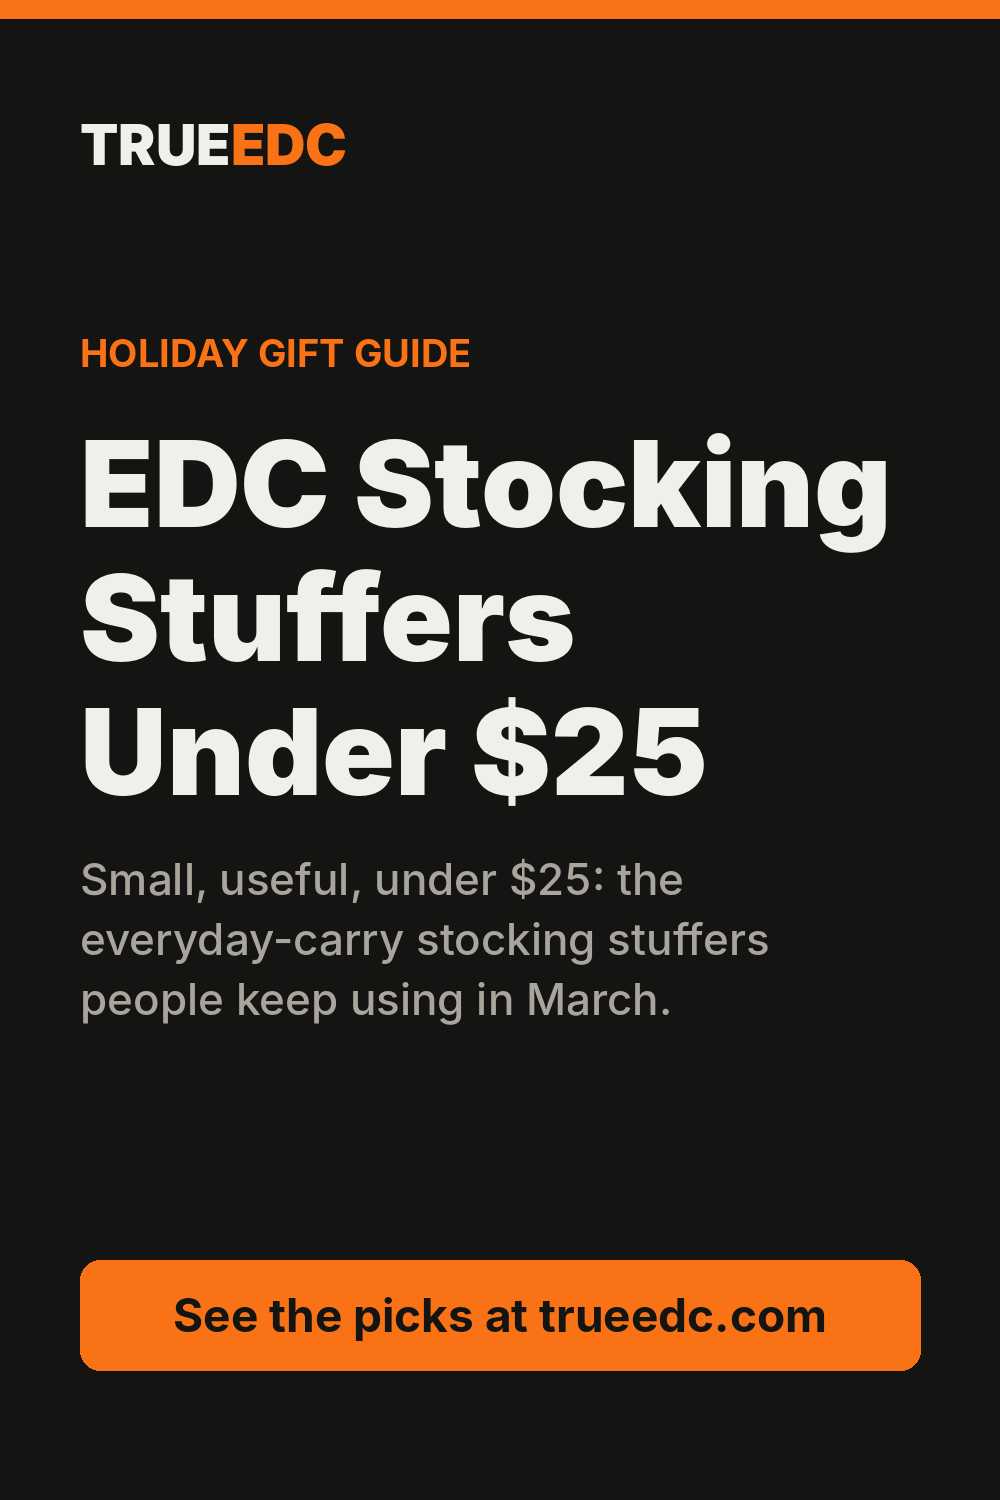 TRUEEDC
HOLIDAY GIFT GUIDE
EDC Stocking
Stuffers
Under $25
Small, useful, under $25: the
everyday-carry stocking stuffers
people keep using in March.
See the picks at trueedc.com